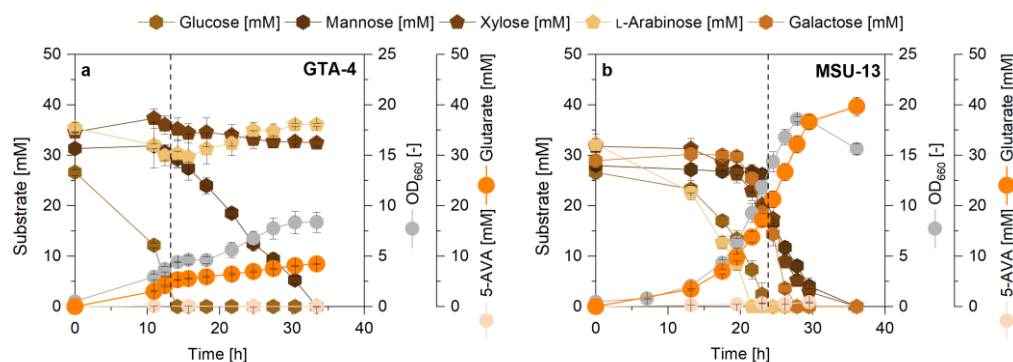 Glucose [mM] Mannose [mM] Xylose [mM] L-Arabinose [mM] Galactose [mM]
a GTA-4
50 40 30 20 10 0
Substrate [mM]
0 10 20 30 40
Time [h]
25 20 15 10 5 0
OD660 [-]
50 40 30 20 10 0
5-AVA [mM] Glutarate [mM]
b MSU-13
50 40 30 20 10 0
Substrate [mM]
0 10 20 30 40
Time [h]
25 20 15 10 5 0
OD660 [-]
50 40 30 20 10 0
5-AVA [mM] Glutarate [mM]